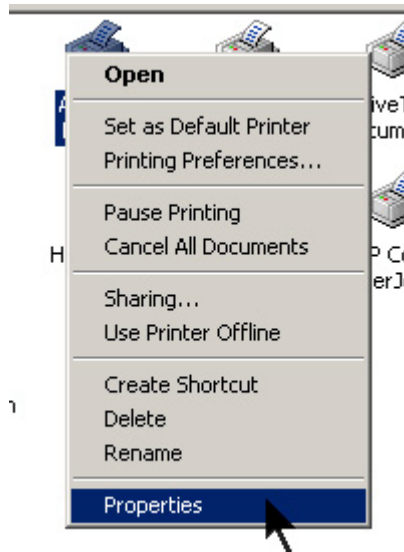 Open
Set as Default Printer
Printing Preferences...
Pause Printing
Cancel All Documents
Sharing...
Use Printer Offline
Create Shortcut
Delete
Rename
Properties